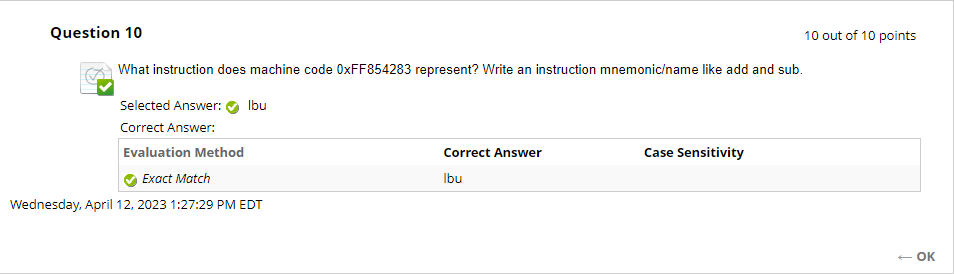 Question 10
10 out of 10 points
What instruction does machine code 0xFF854283 represent? Write an instruction mnemonic/name like add and sub.
Selected Answer: lbu
Correct Answer:
Evaluation Method Correct Answer Case Sensitivity
Exact Match lbu
Wednesday, April 12, 2023 1:27:29 PM EDT
← OK